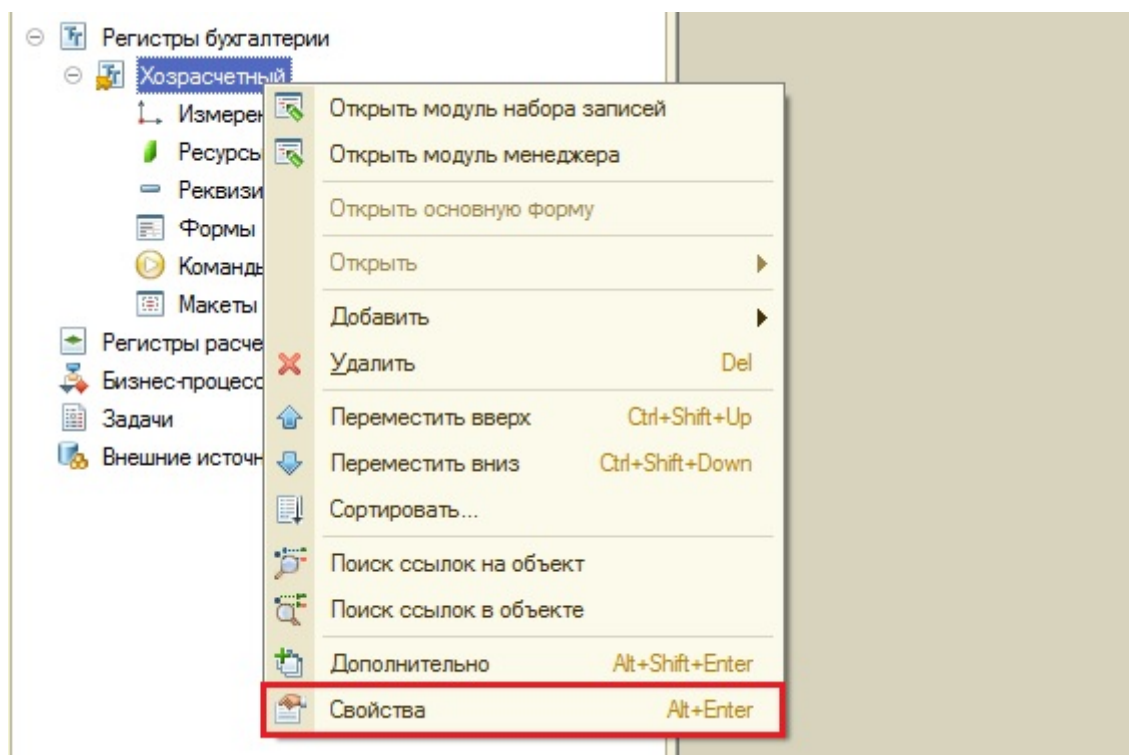 Регистры бухгалтерии
Хозрасчетный
Измерен
Ресурсы
Реквизи
Формы
Команды
Макеты
Регистры расче
Бизнес-процесс
Задачи
Внешние источн
Открыть модуль набора записей
Открыть модуль менеджера
Открыть основную форму
Открыть
Добавить
Удалить Del
Переместить вверх Ctrl+Shift+Up
Переместить вниз Ctrl+Shift+Down
Сортировать...
Поиск ссылок на объект
Поиск ссылок в объекте
Дополнительно Alt+Shift+Enter
Свойства Alt+Enter